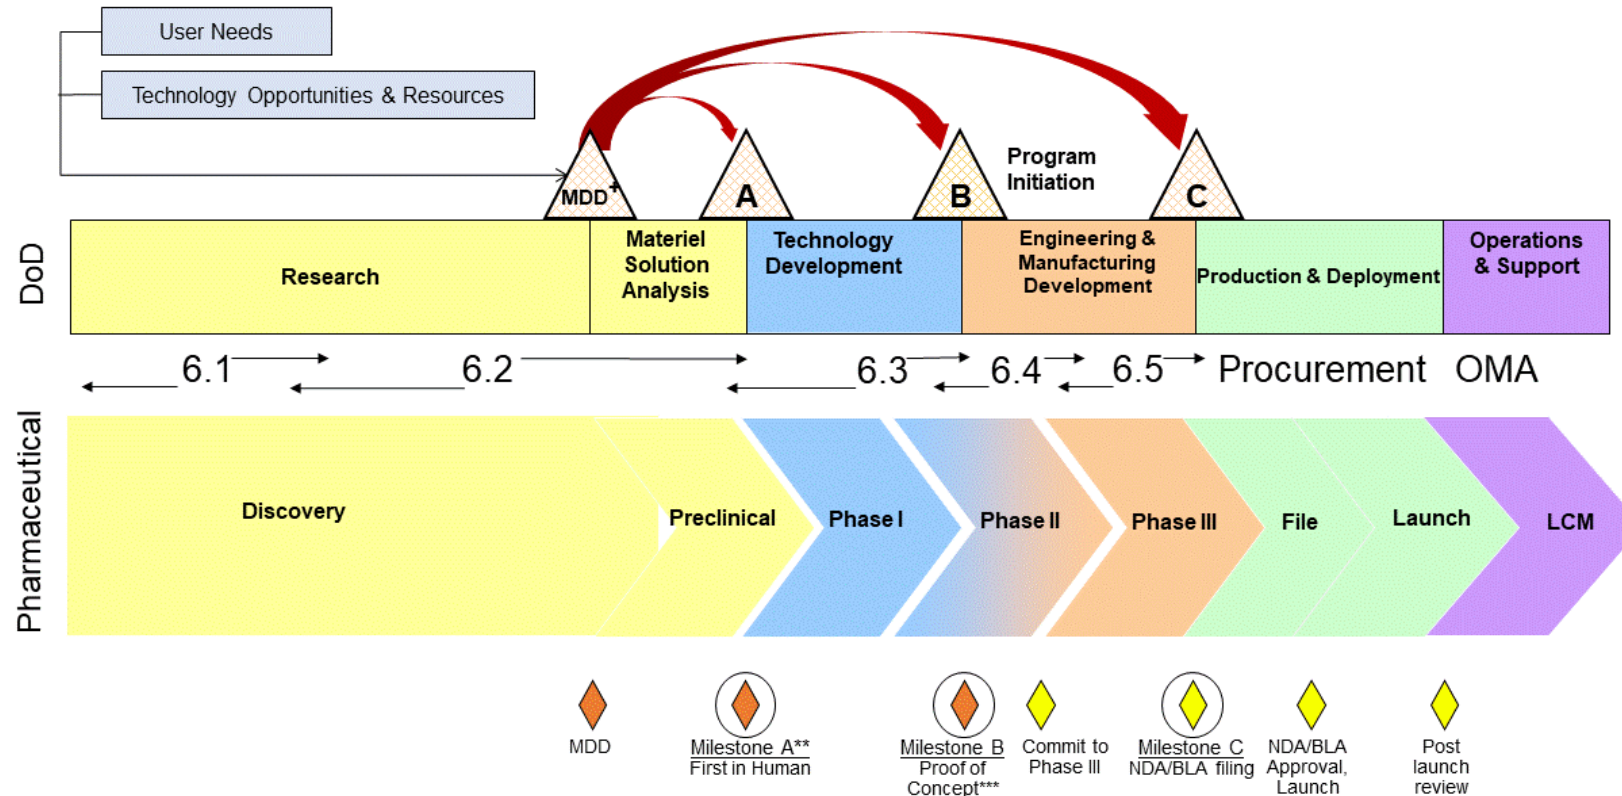 User Needs
Technology Opportunities & Resources
MDD+
A
B
Program
Initiation
C
DoD
Research
Materiel
Solution
Analysis
Technology
Development
Engineering &
Manufacturing
Development
Production & Deployment
Operations
& Support
6.1
6.2
6.3
6.4
6.5
Procurement
OMA
Pharmaceutical
Discovery
Preclinical
Phase I
Phase II
Phase III
File
Launch
LCM
MDD
Milestone A**
First in Human
Milestone B
Proof of
Concept***
Commit to
Phase III
Milestone C
NDA/BLA filing
NDA/BLA
Approval,
Launch
Post
launch
review